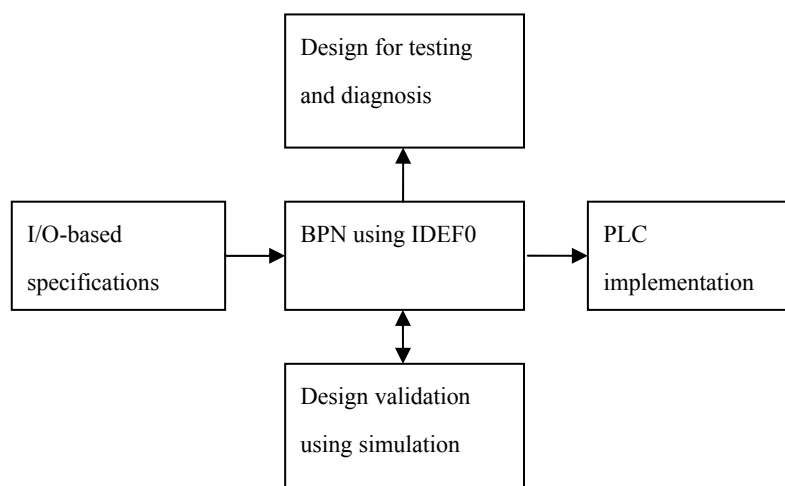 Design for testing
and diagnosis
I/O-based
specifications
BPN using IDEF0
PLC
implementation
Design validation
using simulation